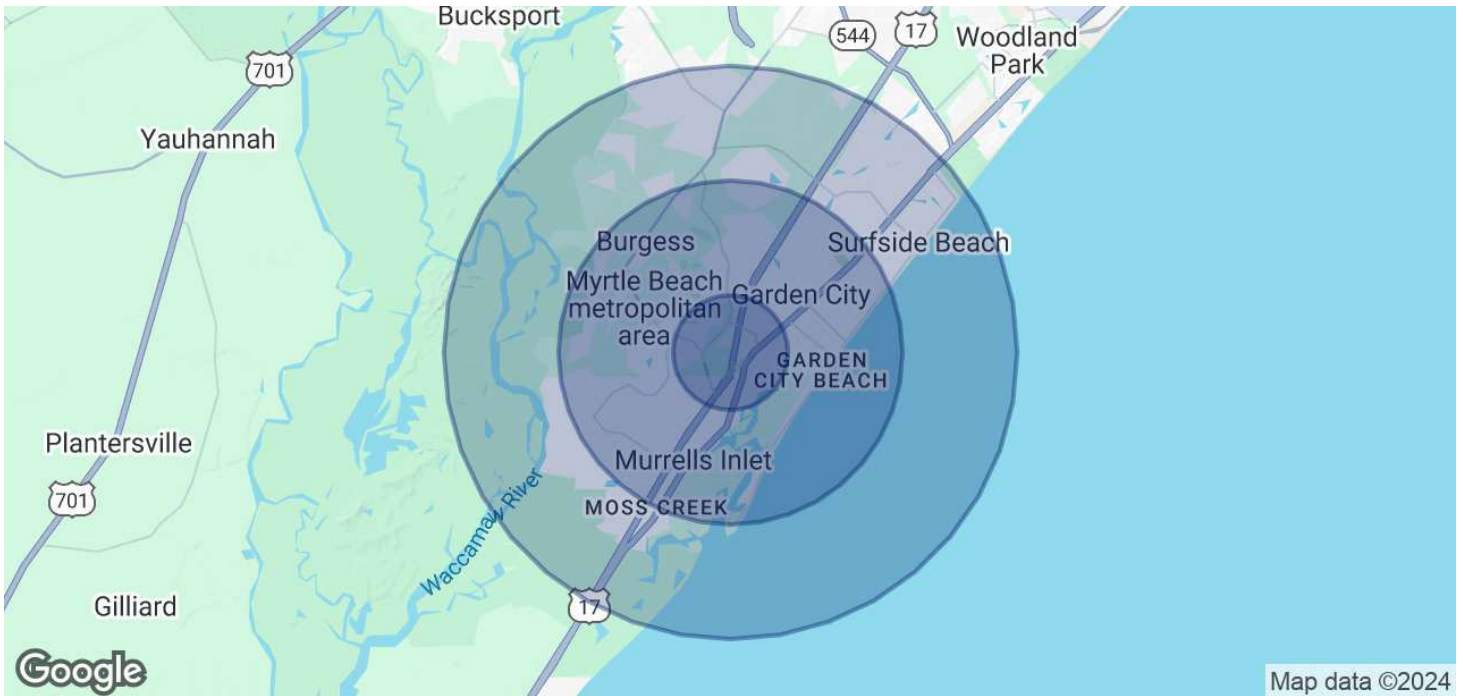 Bucksport
544
17
Woodland
Park
701
Yauhannah
Burgess
Surfside Beach
Myrtle Beach
metropolitan
area
Garden City
GARDEN
CITY BEACH
Plantersville
Murrells Inlet
701
MOSS CREEK
Waccamaw River
Gilliard
17
Google
Map data ©2024